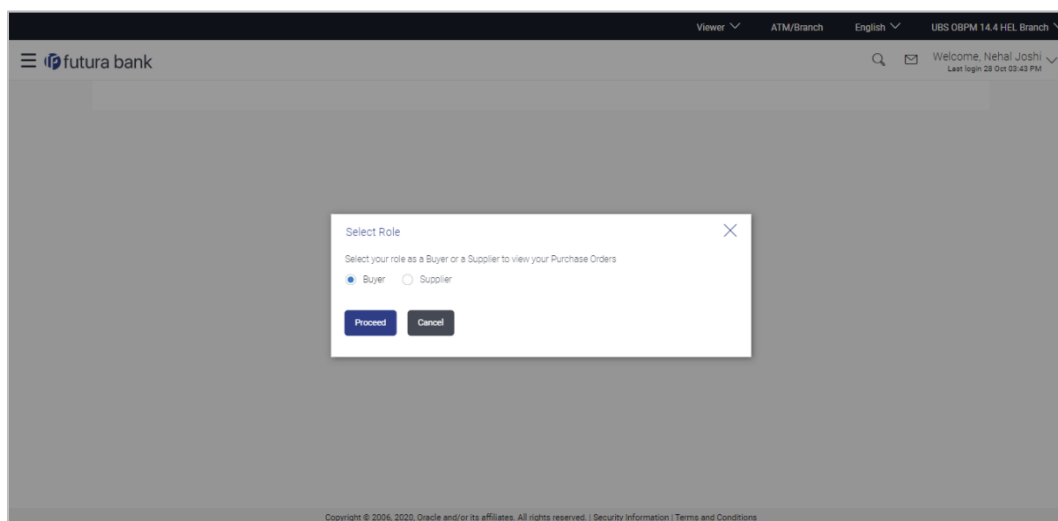 Viewer ATM/Branch English UBS OBPM 14.4 HEL Branch
futura bank
Welcome, Nehal Joshi
Last login 28 Oct 03:43 PM
Select Role
Select your role as a Buyer or a Supplier to view your Purchase Orders
Buyer Supplier
Proceed Cancel
Copyright © 2006, 2020, Oracle and/or its affiliates. All rights reserved. | Security Information | Terms and Conditions